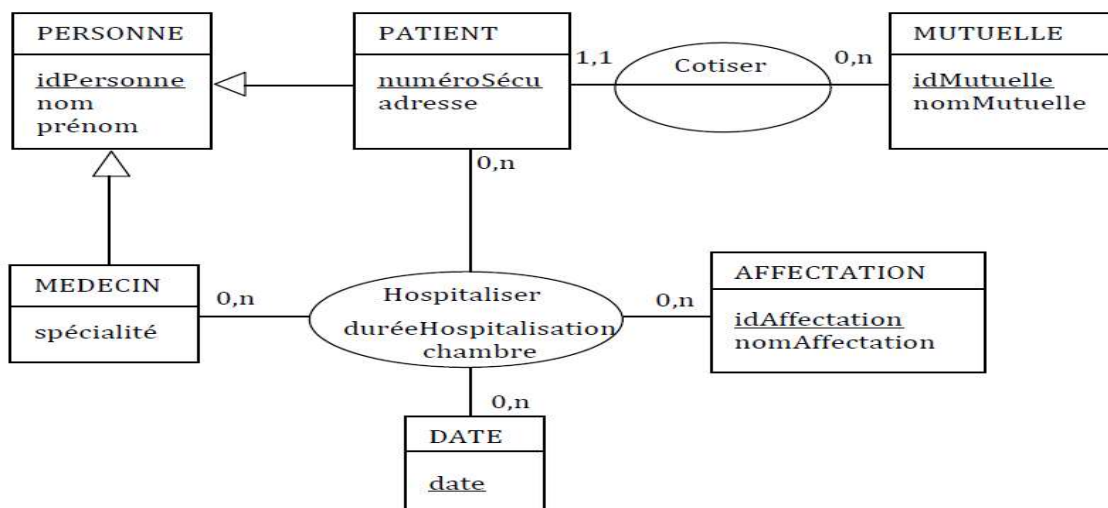 PERSONNE
idPersonne
nom
prénom
PATIENT
numéroSécu
adresse
1,1
Cotiser
0,n
MUTUELLE
idMutuelle
nomMutuelle
0,n
MEDECIN
spécialité
0,n
Hospitaliser
duréeHospitalisation
chambre
0,n
AFFECTATION
idAffectation
nomAffectation
0,n
DATE
date